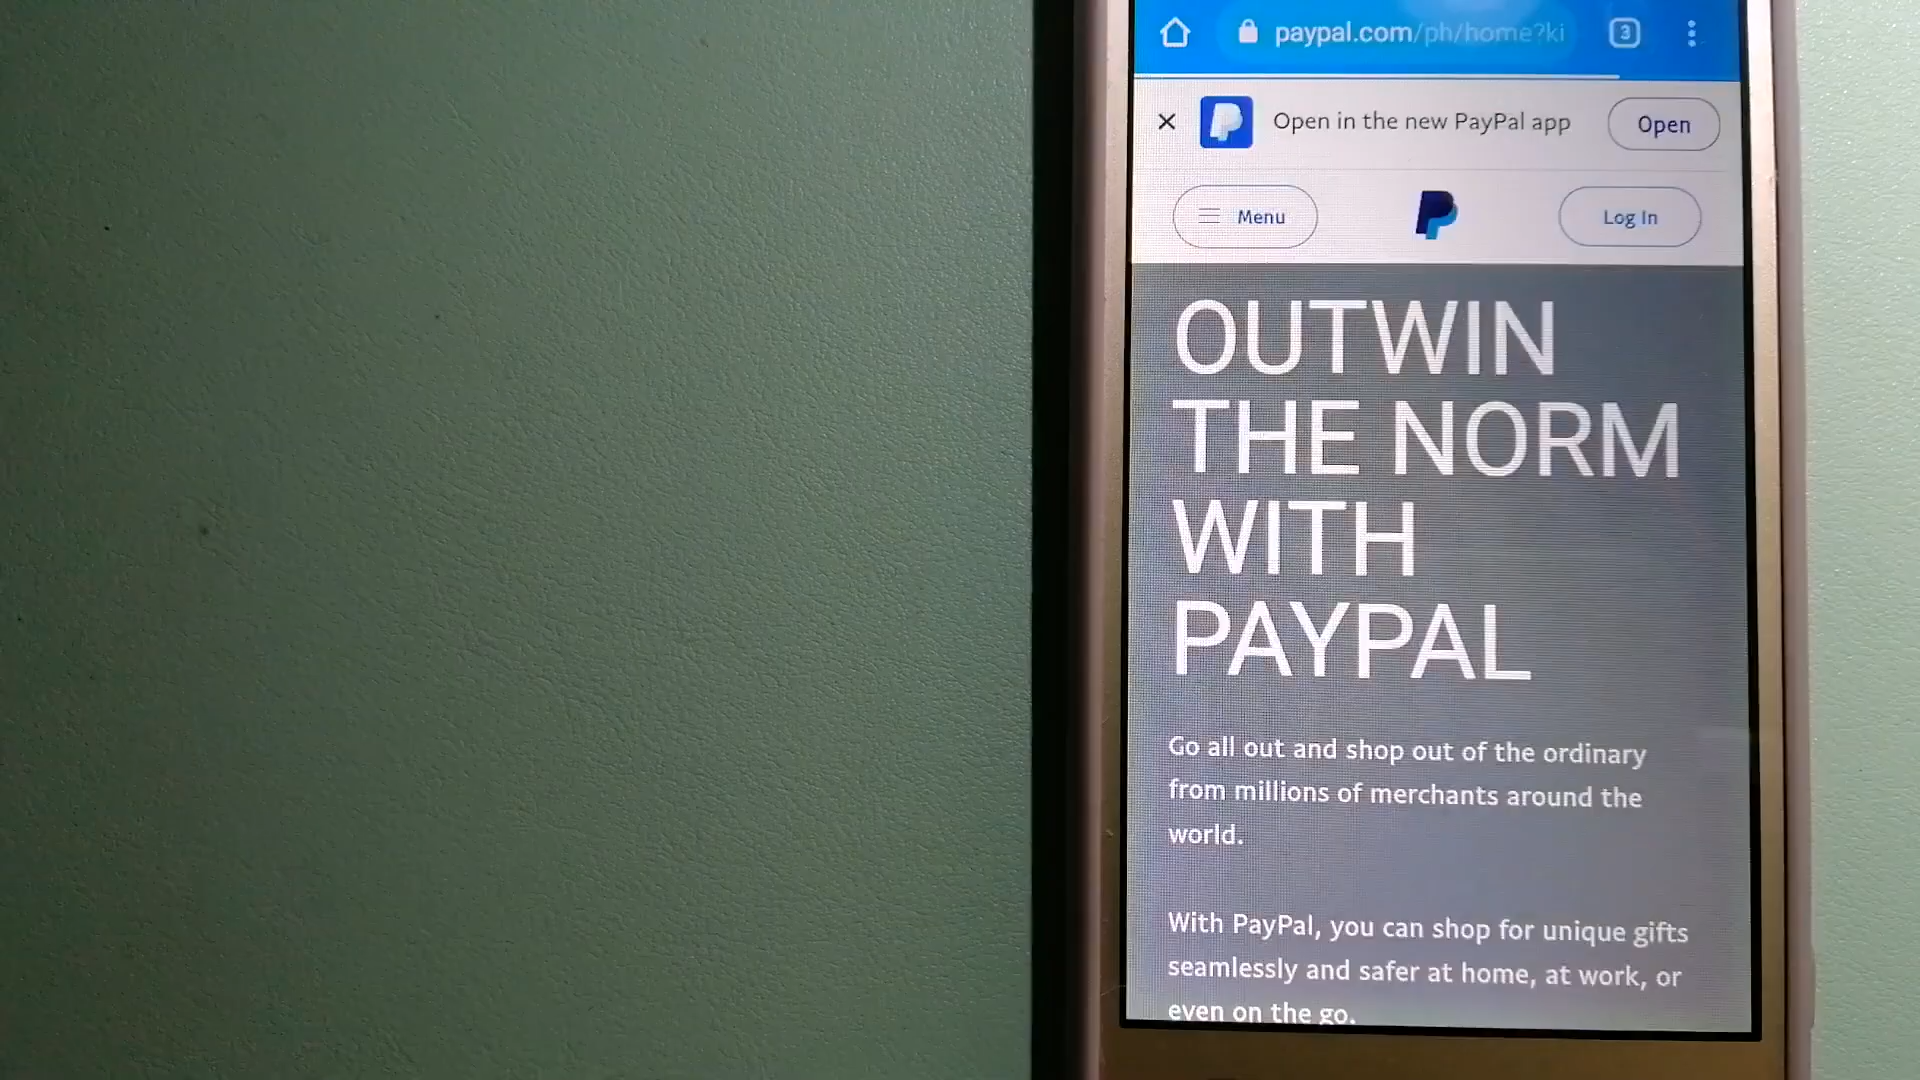 paypal.com/ph/home?ki
3
Open in the new PayPal app
Open
Menu
Log In
OUTWIN
THE NORM
WITH
PAYPAL
Go all out and shop out of the ordinary
from millions of merchants around the
world.
With PayPal, you can shop for unique gifts
seamlessly and safer at home, at work, or
even on the go.